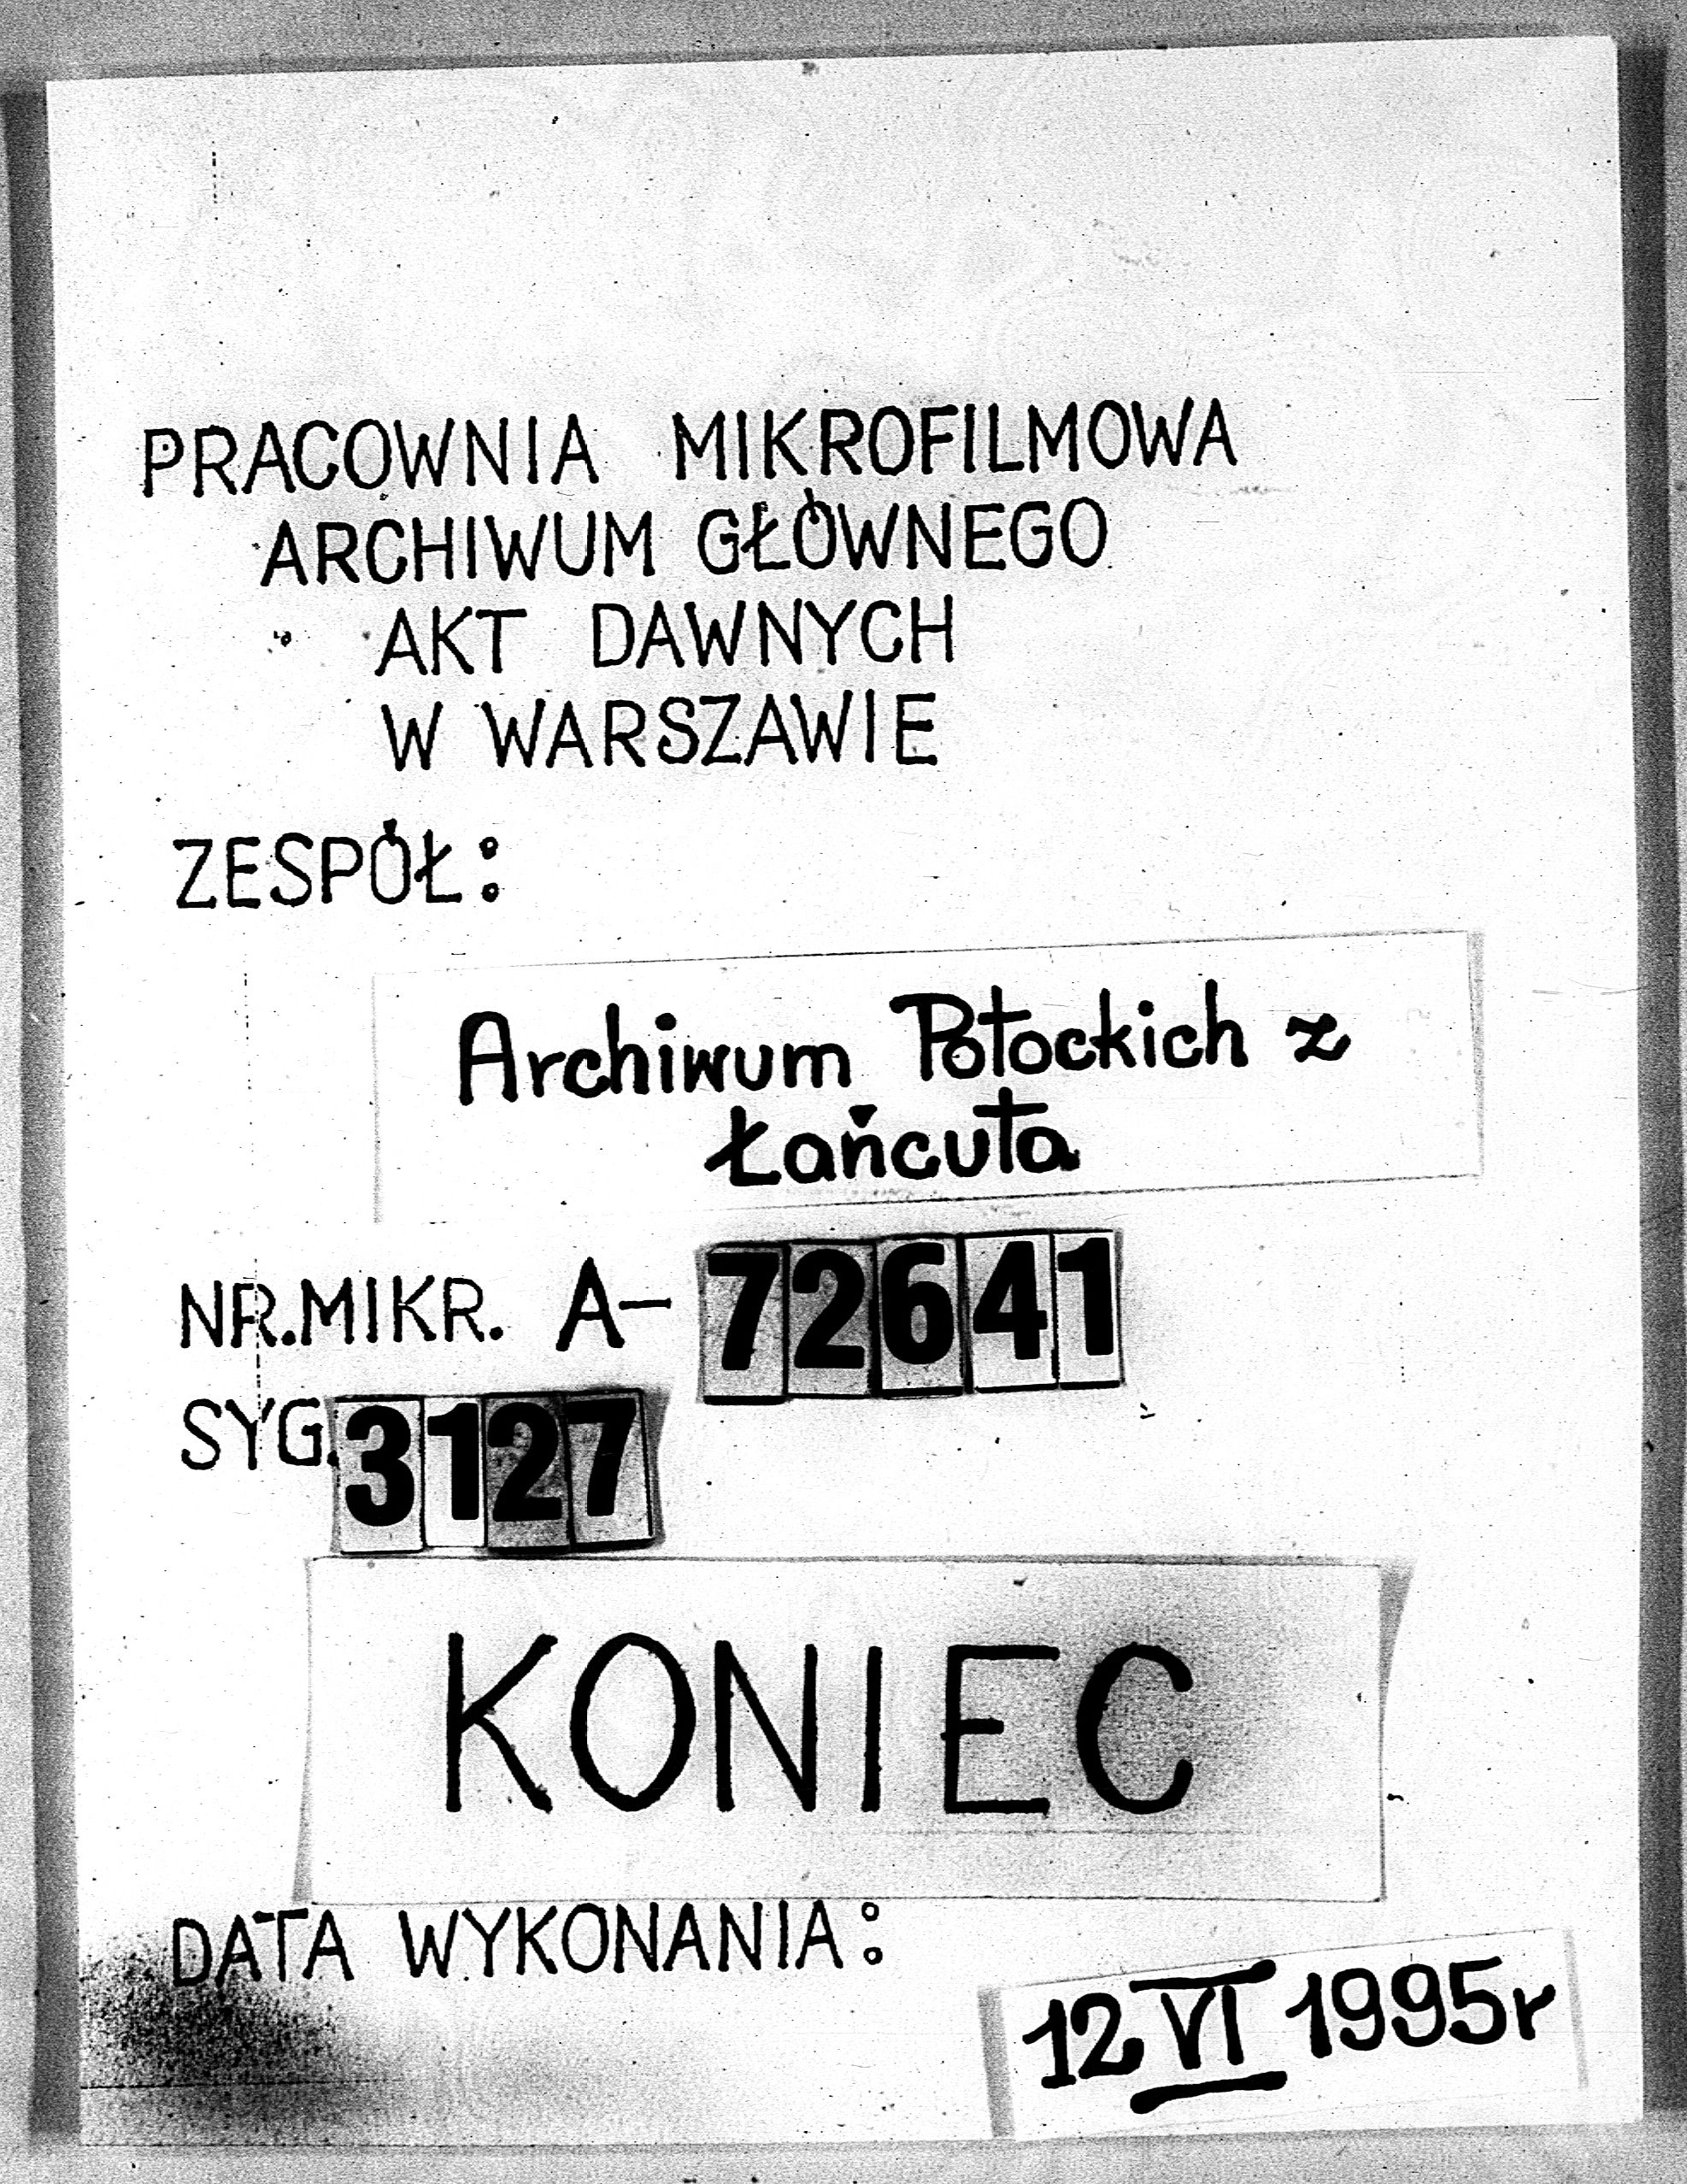 PRACOWNIA MIKROFILMOWA
ARCHIWUM GŁÓWNEGO
AKT DAWNYCH
W WARSZAWIE
ZESPÓŁ:
Archiwum Potockich z
Łańcuta
NR.MIKR. A- 72641
SYG. 3127
KONIEC
DATA WYKONANIA:
12 VI 1995r